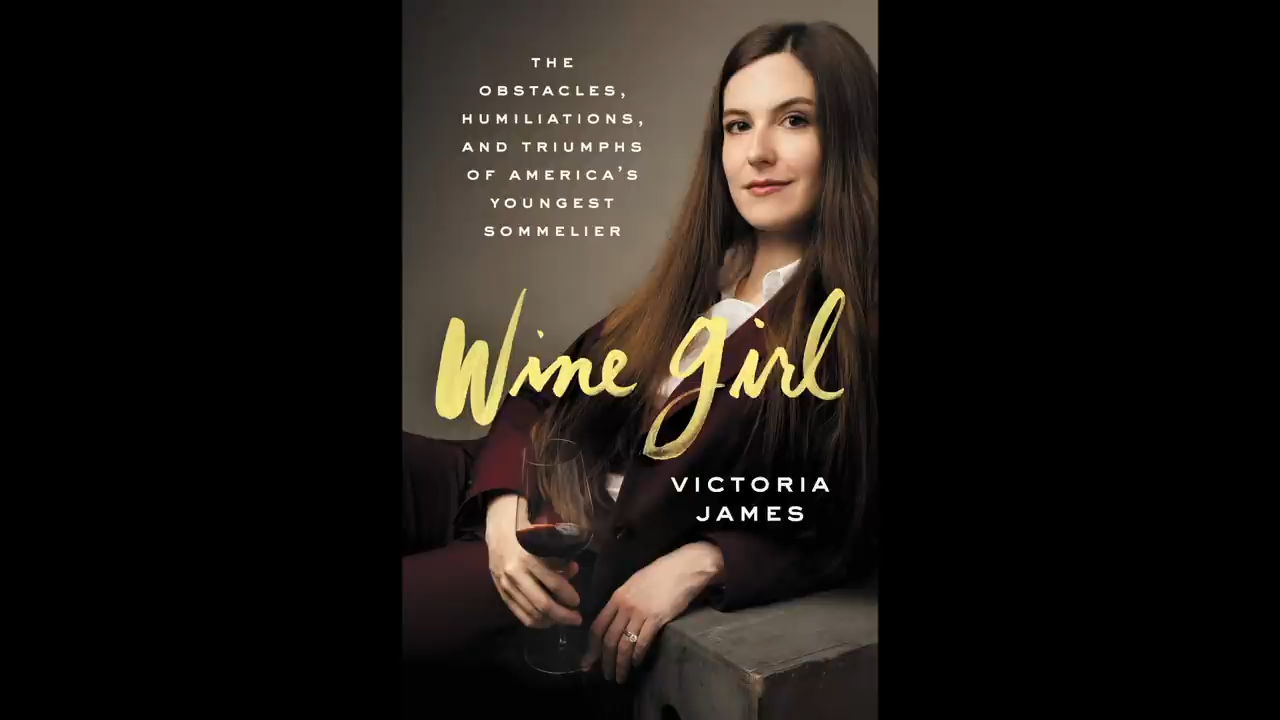 THE
OBSTACLES,
HUMILIATIONS,
AND TRIUMPHS
OF AMERICA'S
YOUNGEST
SOMMELIER
Wine girl
VICTORIA
JAMES